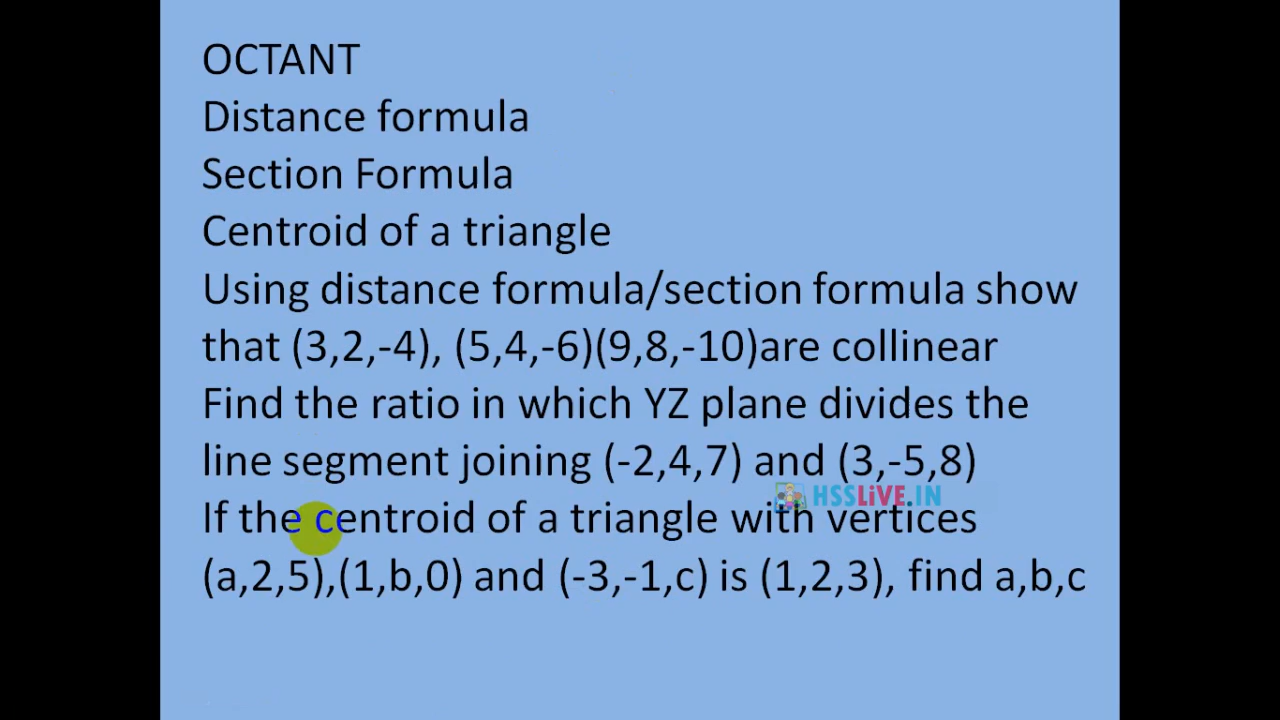 OCTANT
Distance formula
Section Formula
Centroid of a triangle
Using distance formula/section formula show
that (3,2,-4), (5,4,-6)(9,8,-10)are collinear
Find the ratio in which YZ plane divides the
line segment joining (-2,4,7) and (3,-5,8)
HSSLiVE.IN
If the centroid of a triangle with vertices
(a,2,5),(1,b,0) and (-3,-1,c) is (1,2,3), find a,b,c